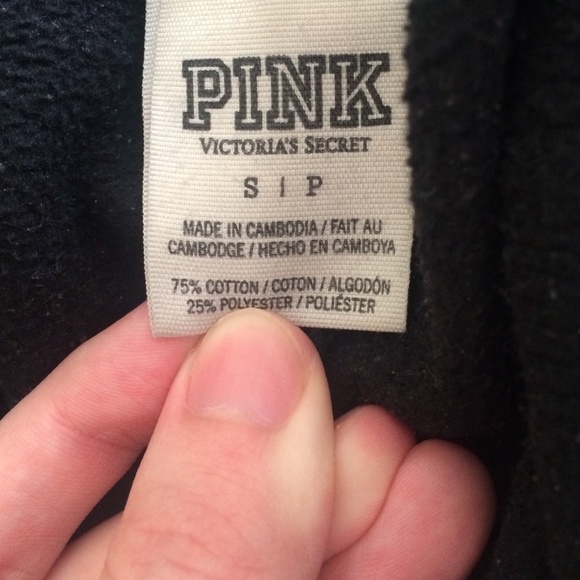 PINK
VICTORIA'S SECRET
S | P
MADE IN CAMBODIA / FAIT AU
CAMBODGE / HECHO EN CAMBOYA
75% COTTON / COTON / ALGODÓN
25% POLYESTER / POLIÉSTER